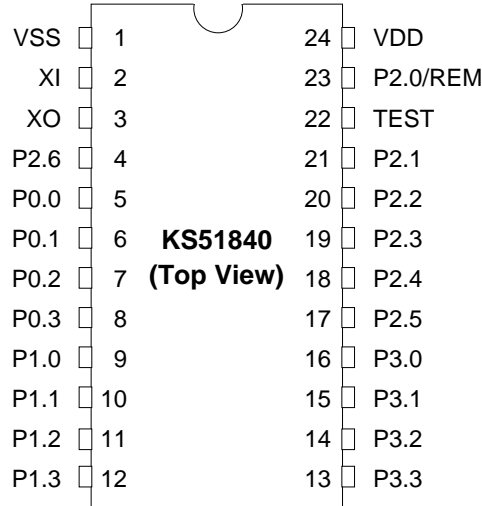 VSS 1 24 VDD
XI 2 23 P2.0/REM
XO 3 22 TEST
P2.6 4 21 P2.1
P0.0 5 20 P2.2
P0.1 6 KS51840 19 P2.3
P0.2 7 (Top View) 18 P2.4
P0.3 8 17 P2.5
P1.0 9 16 P3.0
P1.1 10 15 P3.1
P1.2 11 14 P3.2
P1.3 12 13 P3.3